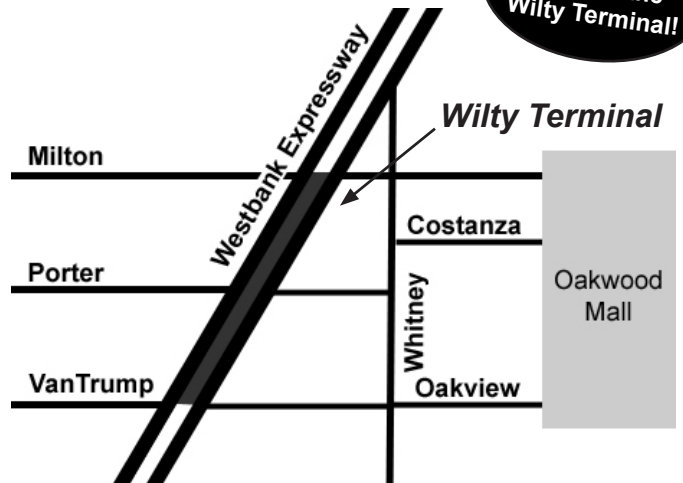 Wilty Terminal!
Westbank Expressway
Wilty Terminal
Milton
Costanza
Porter
Oakwood
Mall
Whitney
VanTrump
Oakview